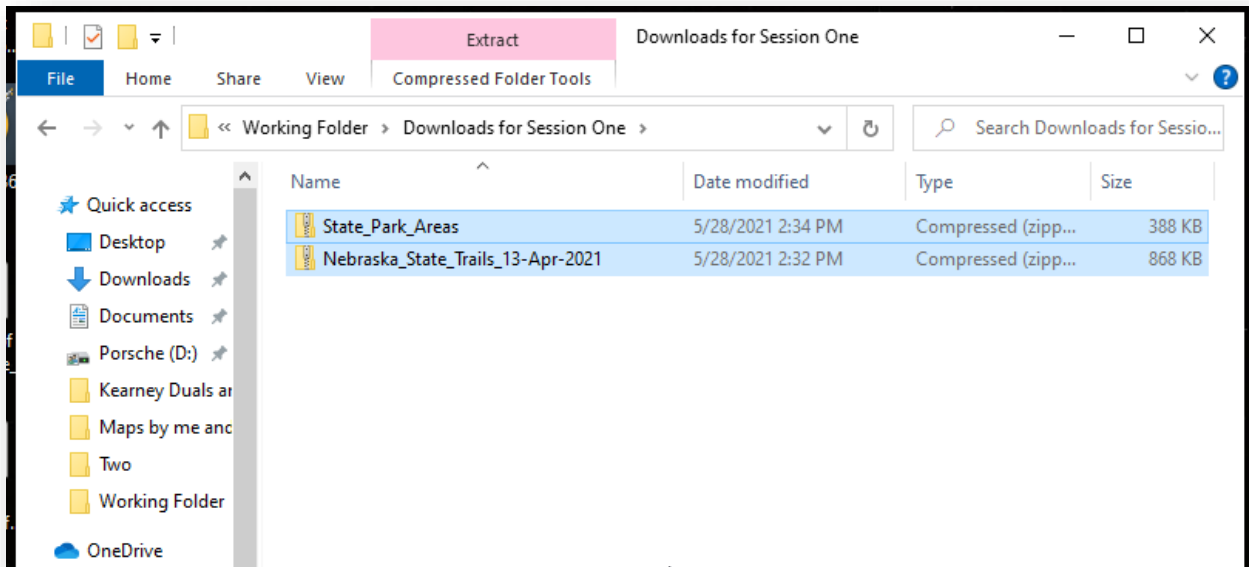 Extract
Downloads for Session One
File Home Share View Compressed Folder Tools
« Working Folder > Downloads for Session One >
Search Downloads for Sessio...
Name Date modified Type Size
State_Park_Areas 5/28/2021 2:34 PM Compressed (zipp... 388 KB
Nebraska_State_Trails_13-Apr-2021 5/28/2021 2:32 PM Compressed (zipp... 868 KB
Quick access
Desktop
Downloads
Documents
Porsche (D:)
Kearney Duals ar
Maps by me and
Two
Working Folder
OneDrive